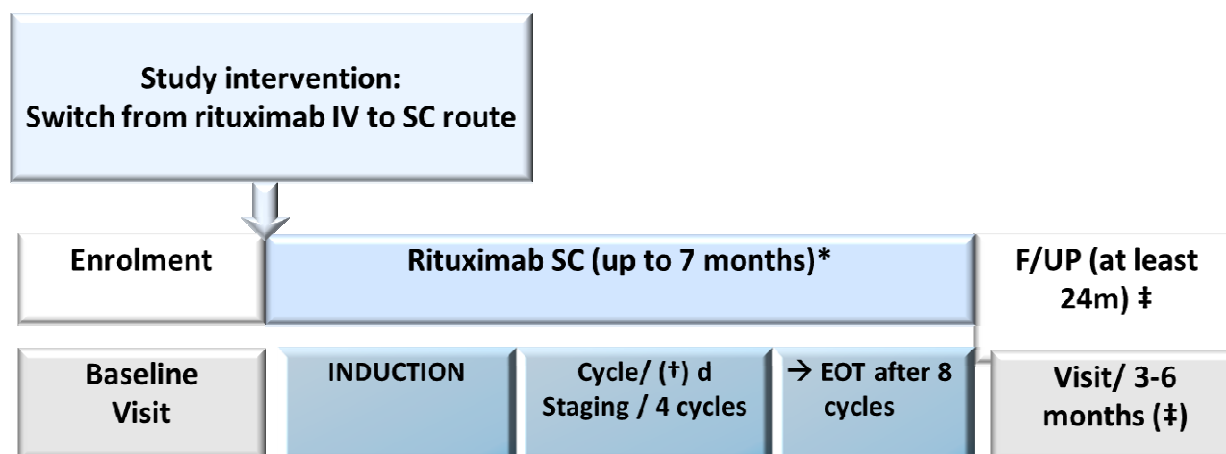 Study intervention:
Switch from rituximab IV to SC route
Enrolment
Rituximab SC (up to 7 months)*
F/UP (at least
24m) ‡
Baseline
Visit
INDUCTION
Cycle/ (†) d
Staging / 4 cycles
→ EOT after 8
cycles
Visit/ 3-6
months (‡)